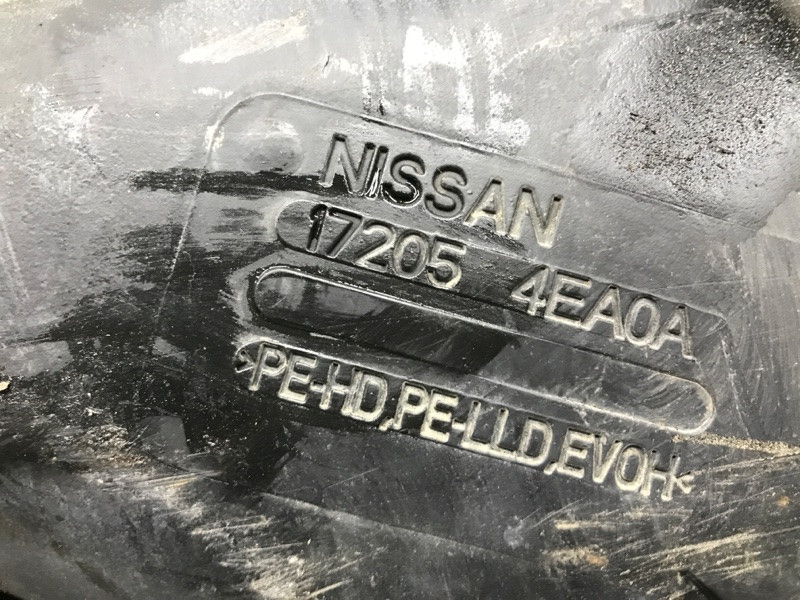 NISSAN
17205 4EA0A
>PE-HD,PE-LLD,EVOH<